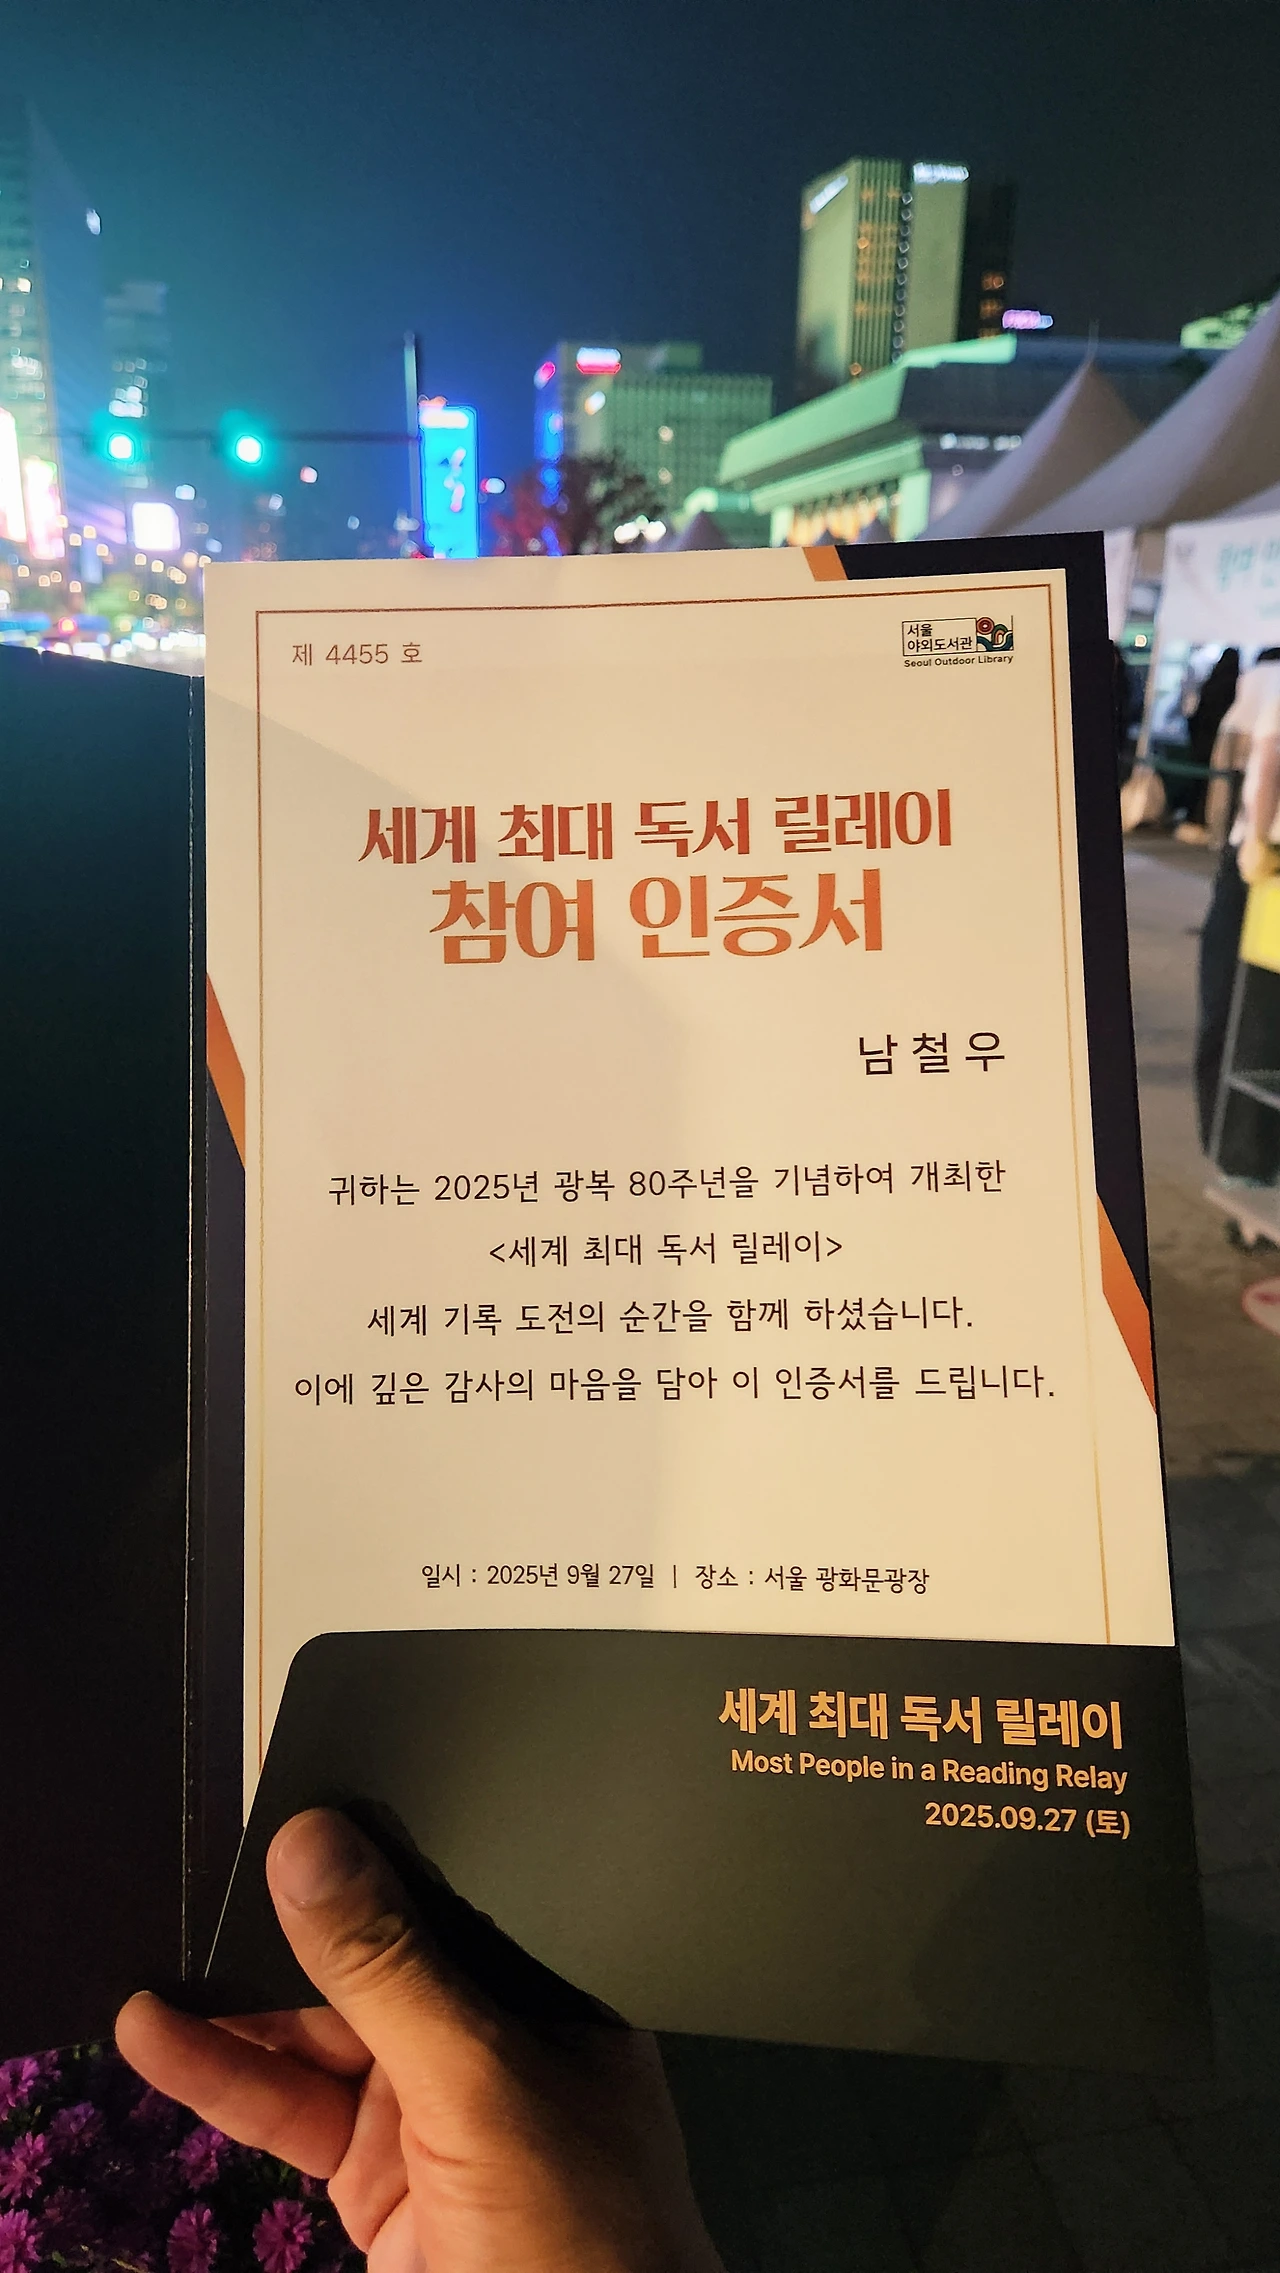 제 4455 호
서울
야외도서관
Seoul Outdoor Library
세계 최대 독서 릴레이
참여 인증서
남철우
귀하는 2025년 광복 80주년을 기념하여 개최한
<세계 최대 독서 릴레이>
세계 기록 도전의 순간을 함께 하셨습니다.
이에 깊은 감사의 마음을 담아 이 인증서를 드립니다.
일시 : 2025년 9월 27일 | 장소 : 서울 광화문광장
세계 최대 독서 릴레이
Most People in a Reading Relay
2025.09.27 (토)